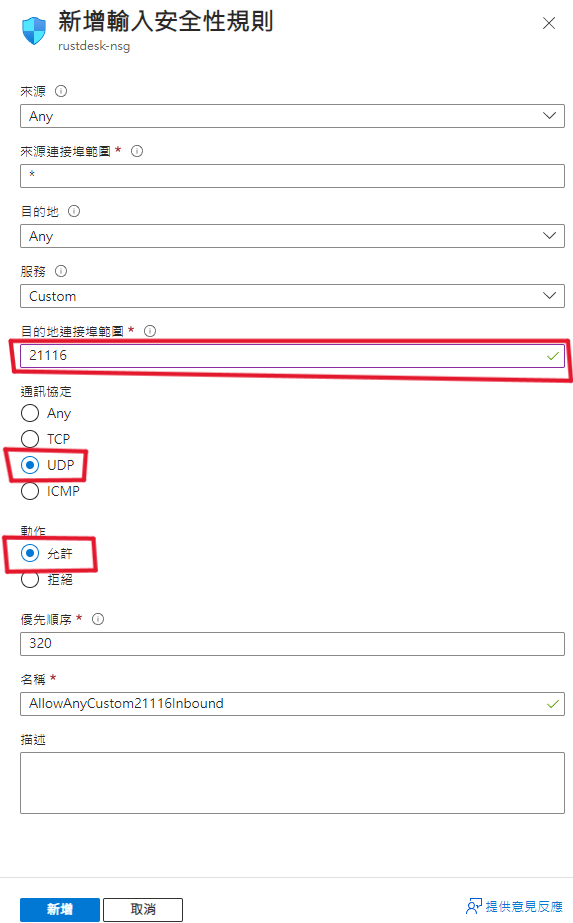 新增輸入安全性規則
rustdesk-nsg
來源
Any
來源連接埠範圍 *
*
目的地
Any
服務
Custom
目的地連接埠範圍 *
21116
通訊協定
Any
TCP
UDP
ICMP
動作
允許
拒絕
優先順序 *
320
名稱 *
AllowAnyCustom21116Inbound
描述
新增
取消
提供意見反應